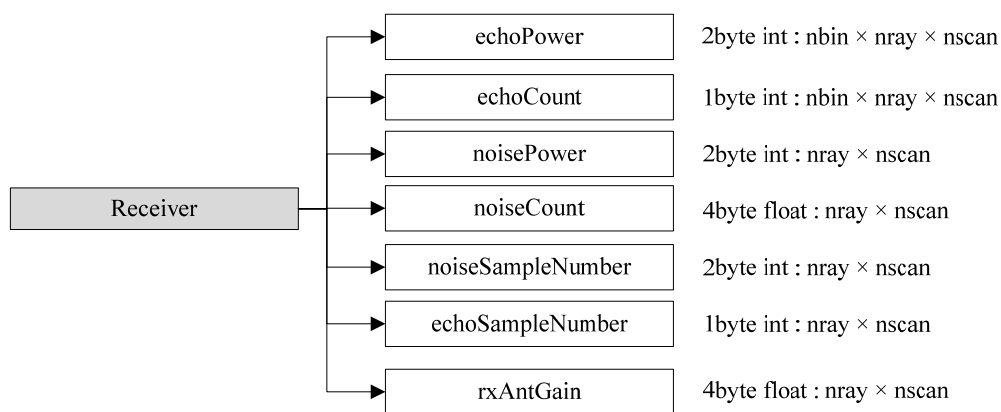 echoPower 2byte int : nbin × nray × nscan
echoCount 1byte int : nbin × nray × nscan
noisePower 2byte int : nray × nscan
Receiver
noiseCount 4byte float : nray × nscan
noiseSampleNumber 2byte int : nray × nscan
echoSampleNumber 1byte int : nray × nscan
rxAntGain 4byte float : nray × nscan